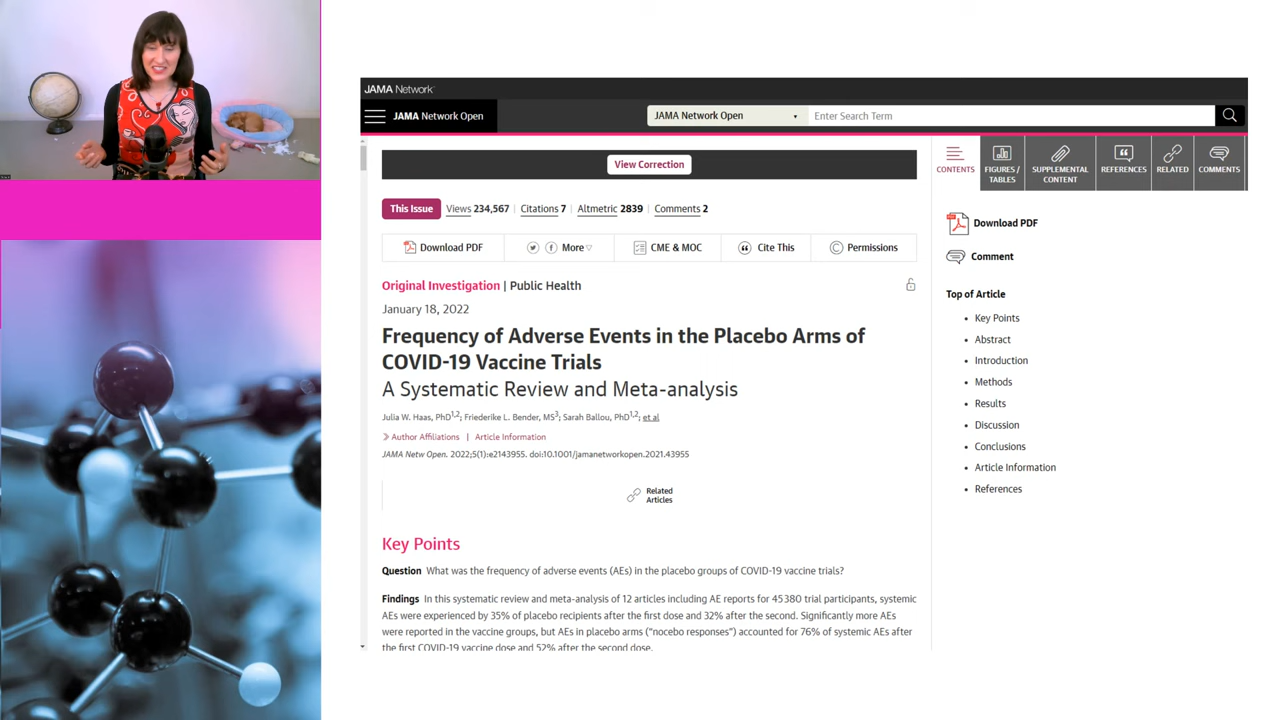 JAMA Network
JAMA Network Open
JAMA Network Open
Enter Search Term
View Correction
This Issue Views 234,567 Citations 7 Altmetric 2839 Comments 2
Download PDF More CME & MOC Cite This Permissions
Original Investigation | Public Health
January 18, 2022
Frequency of Adverse Events in the Placebo Arms of
COVID-19 Vaccine Trials
A Systematic Review and Meta-analysis
Julia W. Haas, PhD1,2; Friederike L. Bender, MS3; Sarah Ballou, PhD1,2; et al
Author Affiliations | Article Information
JAMA Netw Open. 2022;5(1):e2143955. doi:10.1001/jamanetworkopen.2021.43955
Related
Articles
Key Points
Question What was the frequency of adverse events (AEs) in the placebo groups of COVID-19 vaccine trials?
Findings In this systematic review and meta-analysis of 12 articles including AE reports for 45 380 trial participants, systemic
AEs were experienced by 35% of placebo recipients after the first dose and 32% after the second. Significantly more AEs
were reported in the vaccine groups, but AEs in placebo arms (“nocebo responses”) accounted for 76% of systemic AEs after
the first COVID-19 vaccine dose and 52% after the second dose.
CONTENTS
FIGURES /
TABLES
SUPPLEMENTAL
CONTENT
REFERENCES
RELATED
COMMENTS
Download PDF
Comment
Top of Article
Key Points
Abstract
Introduction
Methods
Results
Discussion
Conclusions
Article Information
References